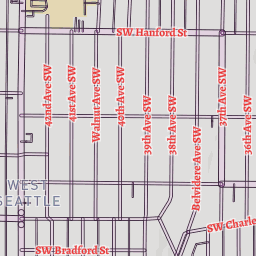 SW Hanford St
42nd Ave SW
41st Ave SW
Walnut Ave SW
40th Ave SW
39th Ave SW
38th Ave SW
Belvidere Ave SW
37th Ave SW
36th Ave SW
WEST
SEATTLE
SW Charle
SW Bradford St